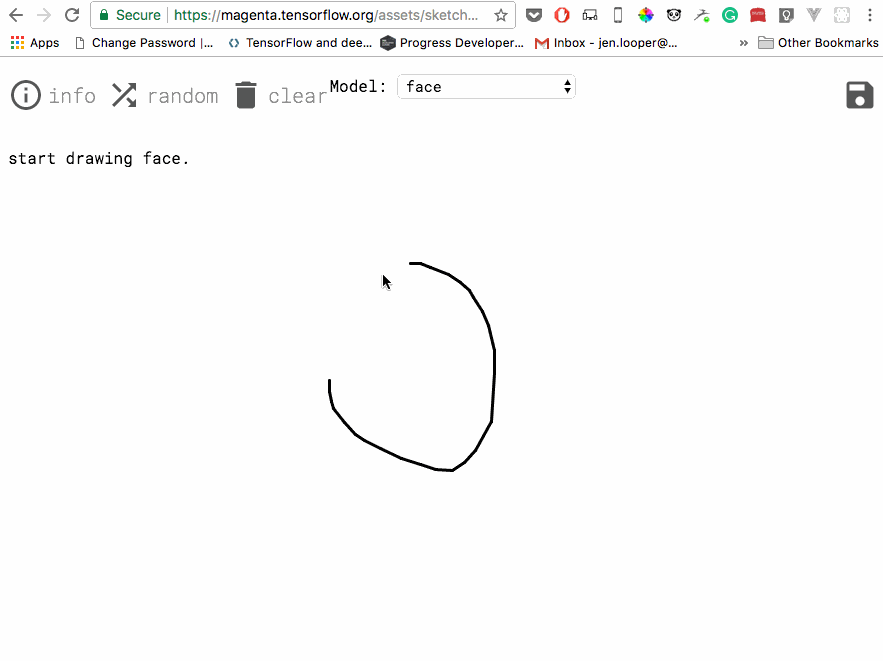 Secure https://magenta.tensorflow.org/assets/sketch...
Apps Change Password |... TensorFlow and dee... Progress Developer... Inbox - jen.looper@... » Other Bookmarks
info random clear Model: face
start drawing face.